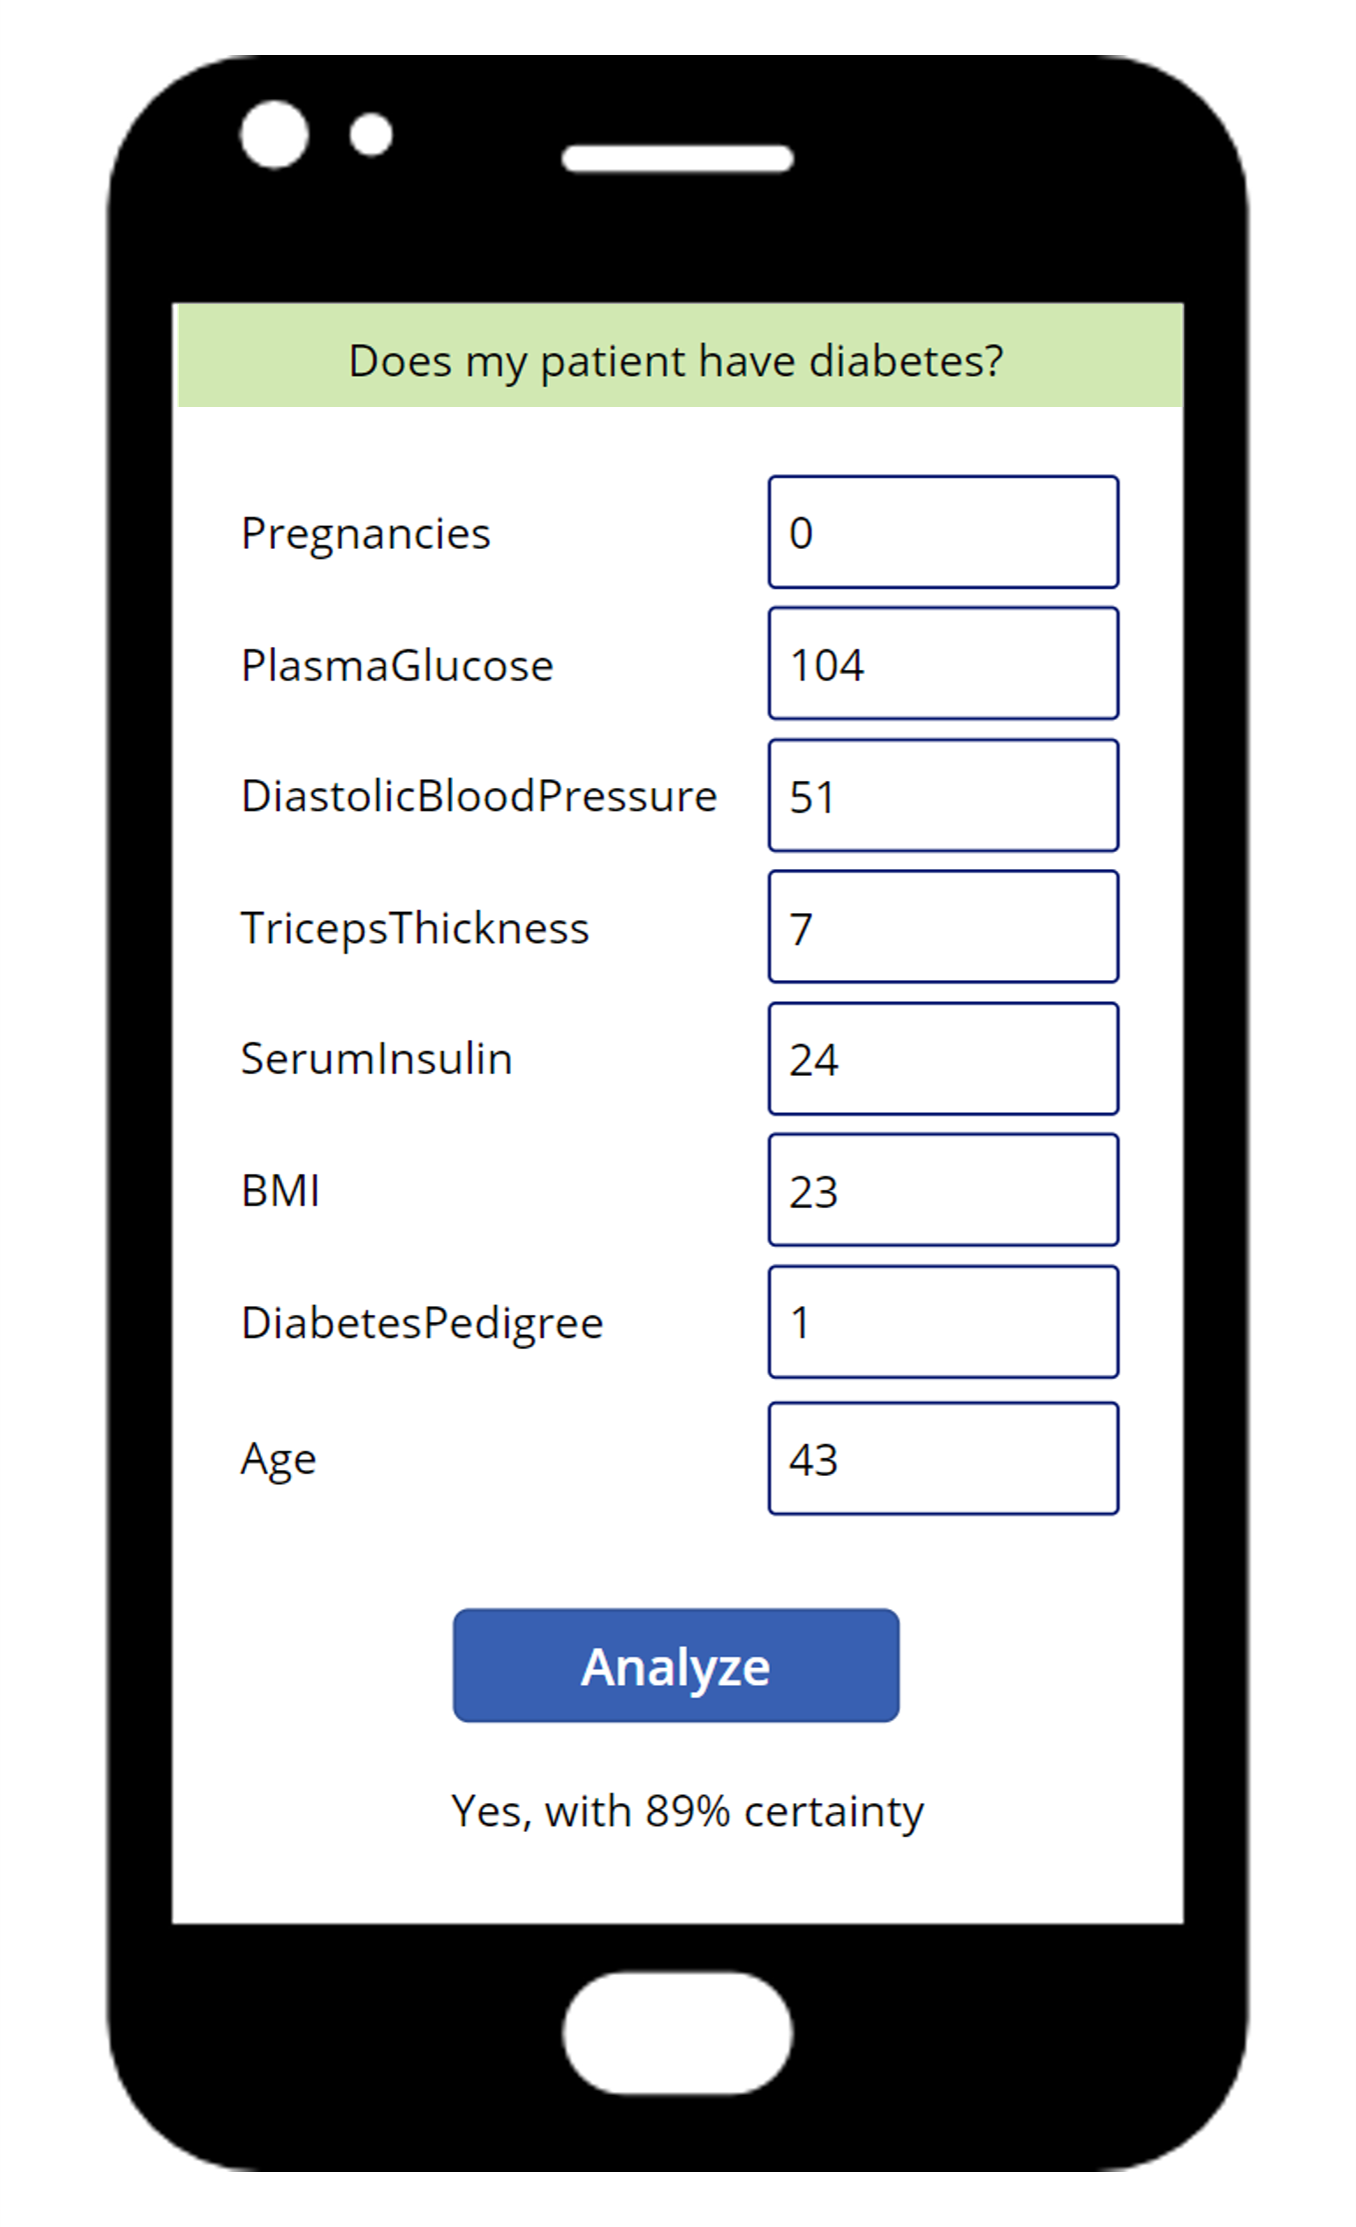 Does my patient have diabetes?
Pregnancies 0
PlasmaGlucose 104
DiastolicBloodPressure 51
TricepsThickness 7
SerumInsulin 24
BMI 23
DiabetesPedigree 1
Age 43
Analyze
Yes, with 89% certainty